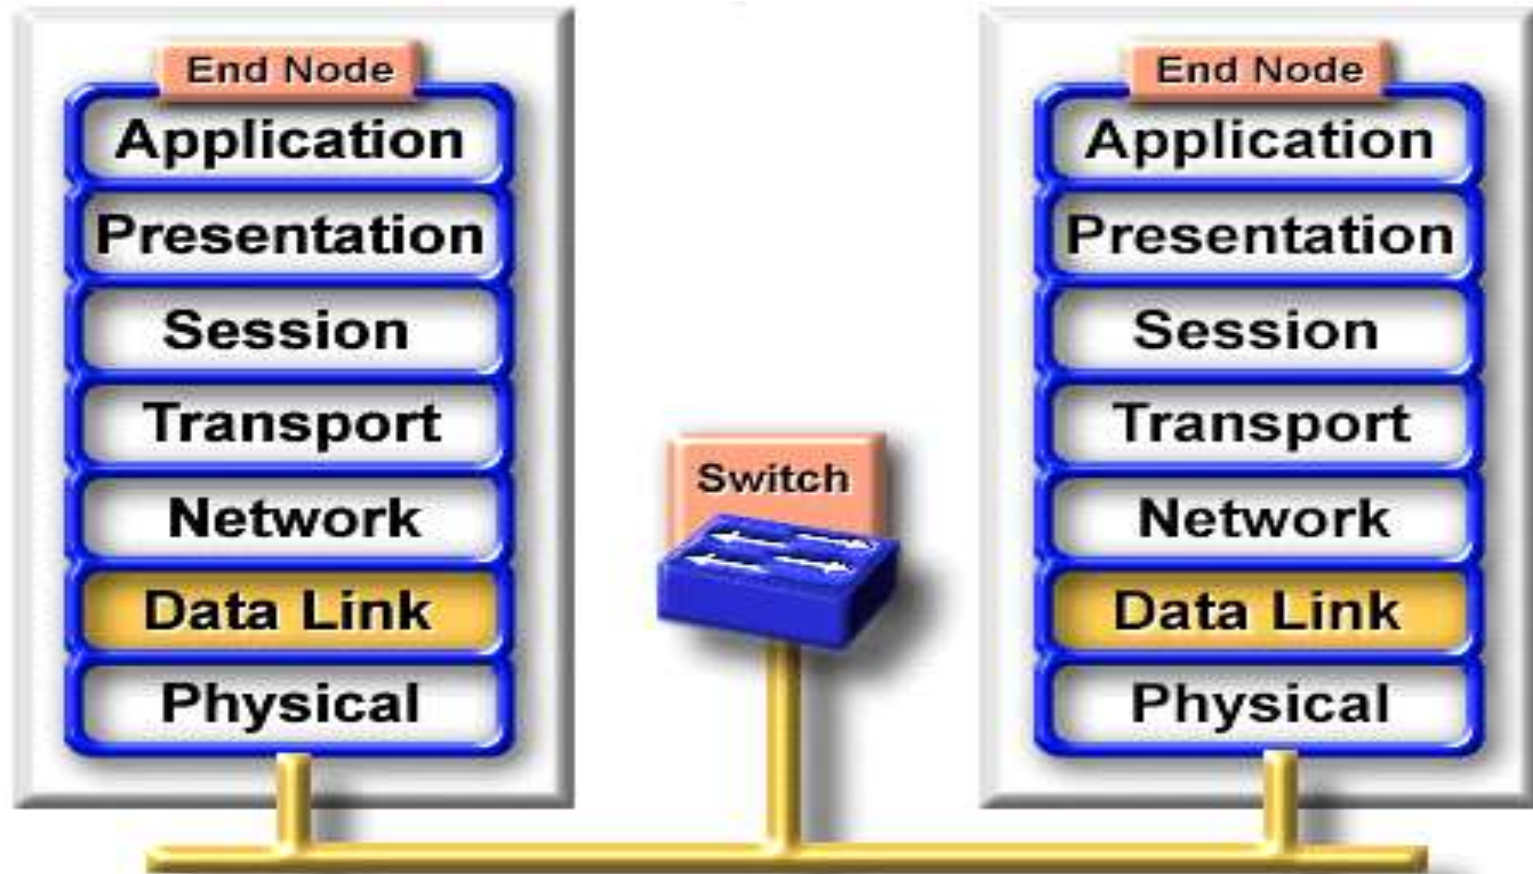 End Node
Application
Presentation
Session
Transport
Network
Data Link
Physical
Switch
End Node
Application
Presentation
Session
Transport
Network
Data Link
Physical